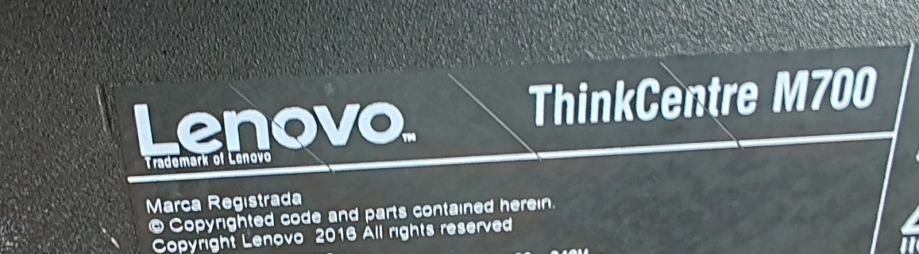 Lenovo™
ThinkCentre M700
Trademark of Lenovo
Marca Registrada
© Copyrighted code and parts contained herein.
Copyright Lenovo 2016 All rights reserved